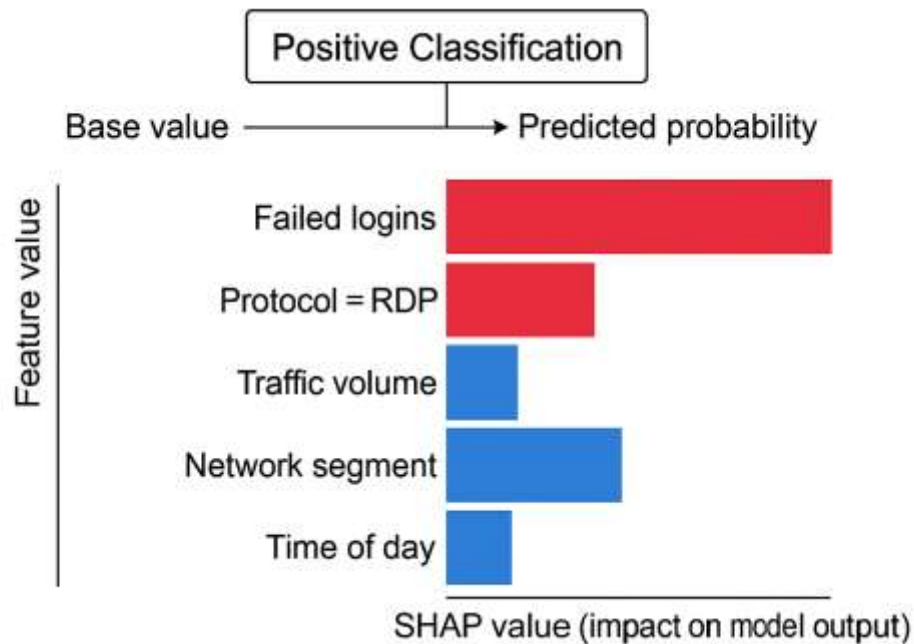 Positive Classification
Base value
Predicted probability
Feature value
Failed logins
Protocol = RDP
Traffic volume
Network segment
Time of day
SHAP value (impact on model output)